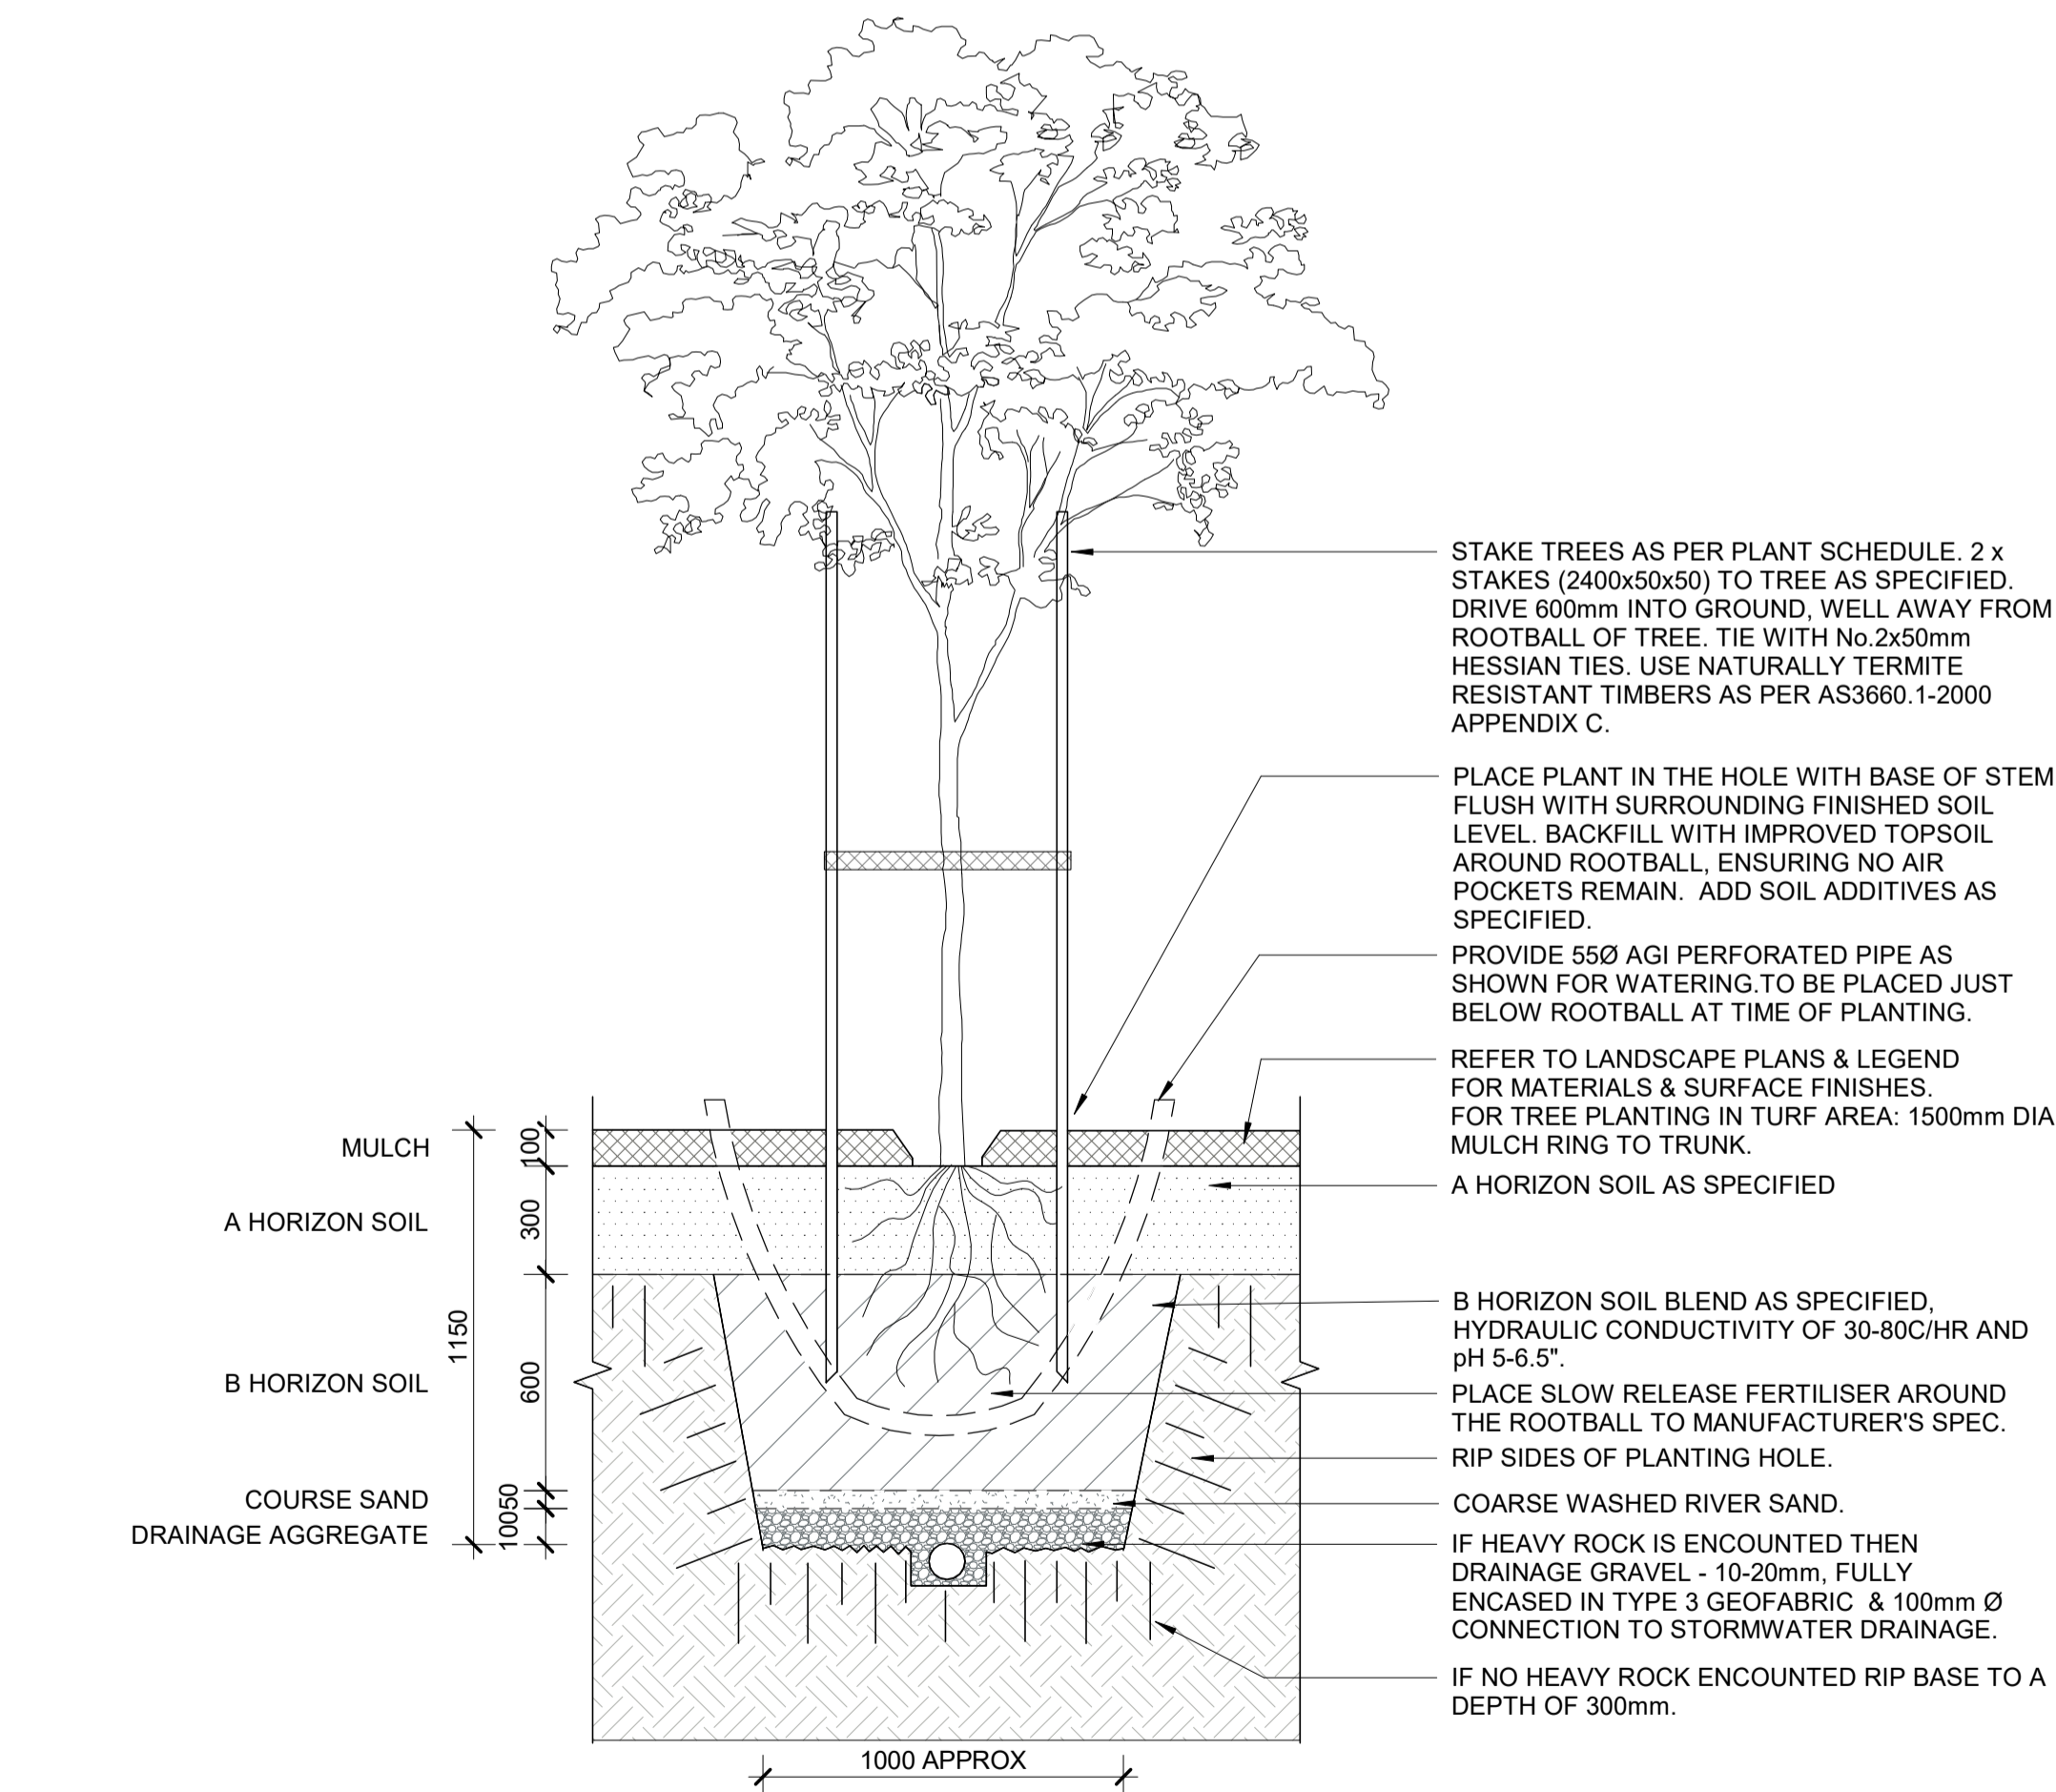 STAKE TREES AS PER PLANT SCHEDULE. 2 x
STAKES (2400x50x50) TO TREE AS SPECIFIED.
DRIVE 600mm INTO GROUND, WELL AWAY FROM
ROOTBALL OF TREE. TIE WITH No.2x50mm
HESSIAN TIES. USE NATURALLY TERMITE
RESISTANT TIMBERS AS PER AS3660.1-2000
APPENDIX C.
PLACE PLANT IN THE HOLE WITH BASE OF STEM
FLUSH WITH SURROUNDING FINISHED SOIL
LEVEL. BACKFILL WITH IMPROVED TOPSOIL
AROUND ROOTBALL, ENSURING NO AIR
POCKETS REMAIN. ADD SOIL ADDITIVES AS
SPECIFIED.
PROVIDE 55Ø AGI PERFORATED PIPE AS
SHOWN FOR WATERING.TO BE PLACED JUST
BELOW ROOTBALL AT TIME OF PLANTING.
REFER TO LANDSCAPE PLANS & LEGEND
FOR MATERIALS & SURFACE FINISHES.
FOR TREE PLANTING IN TURF AREA: 1500mm DIA
MULCH RING TO TRUNK.
A HORIZON SOIL AS SPECIFIED
B HORIZON SOIL BLEND AS SPECIFIED,
HYDRAULIC CONDUCTIVITY OF 30-80C/HR AND
pH 5-6.5".
PLACE SLOW RELEASE FERTILISER AROUND
THE ROOTBALL TO MANUFACTURER'S SPEC.
RIP SIDES OF PLANTING HOLE.
COARSE WASHED RIVER SAND.
IF HEAVY ROCK IS ENCOUNTED THEN
DRAINAGE GRAVEL - 10-20mm, FULLY
ENCASED IN TYPE 3 GEOFABRIC & 100mm Ø
CONNECTION TO STORMWATER DRAINAGE.
IF NO HEAVY ROCK ENCOUNTED RIP BASE TO A
DEPTH OF 300mm.
MULCH
A HORIZON SOIL
B HORIZON SOIL
COURSE SAND
DRAINAGE AGGREGATE
1150
100
300
600
10050
1000 APPROX